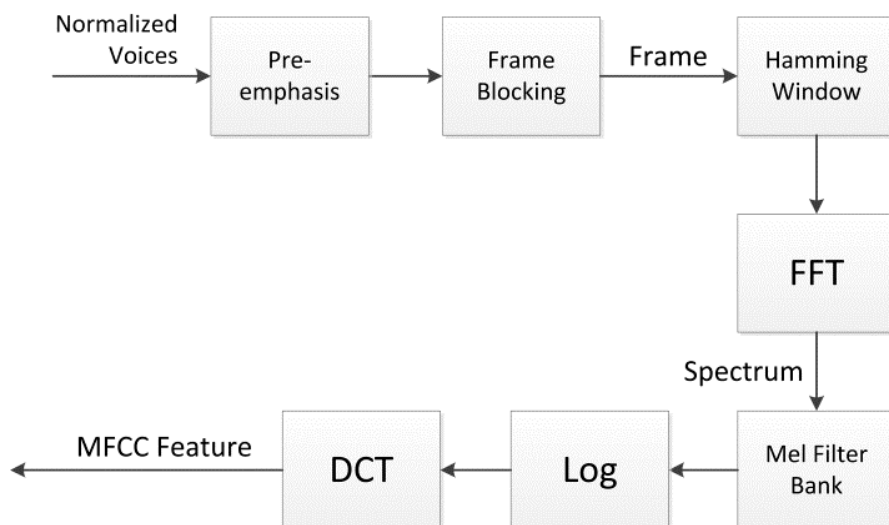 Normalized
Voices
Pre-
emphasis
Frame
Blocking
Frame
Hamming
Window
FFT
Spectrum
Mel Filter
Bank
Log
DCT
MFCC Feature